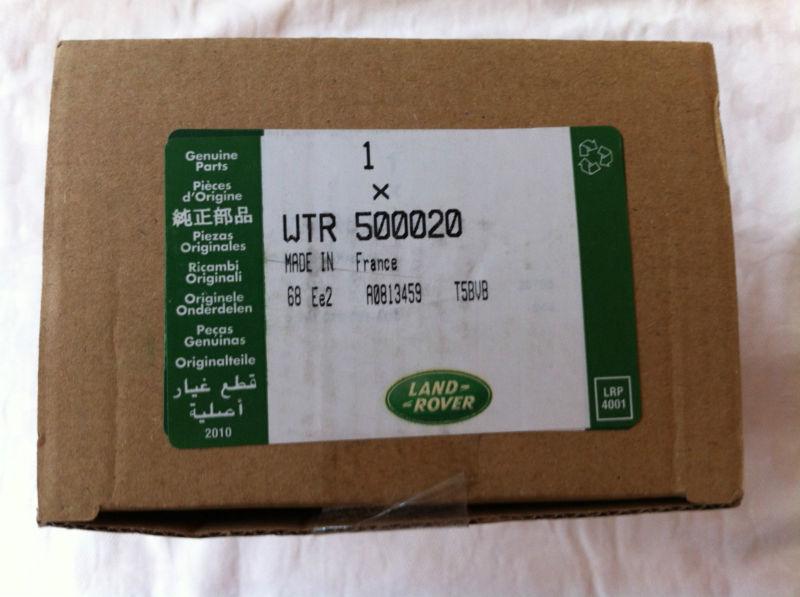 Genuine
Parts
Pièces
d'Origine
純正部品
Piezas
Originales
Ricambi
Originali
Originele
Onderdelen
Peças
Genuinas
Originalteile
قطع غيار
أصلية
2010
1
×
WTR 500020
MADE IN France
68 Ee2 A0813459 T5BVB
LAND-
-ROVER
LRP
4001